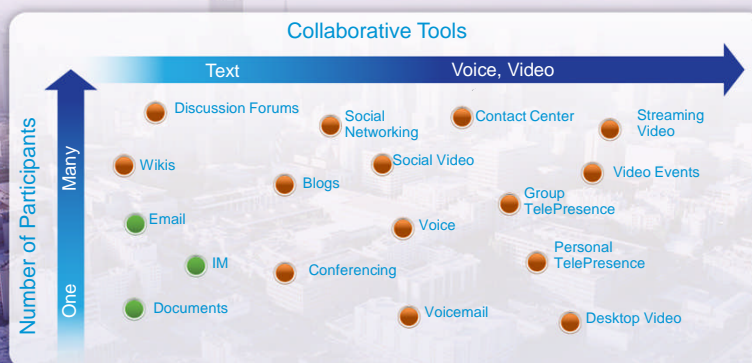 Collaborative Tools
Text
Voice, Video
Number of Participants
Many
One
Discussion Forums
Social
Networking
Contact Center
Streaming
Video
Wikis
Social Video
Blogs
Video Events
Group
TelePresence
Email
Voice
IM
Conferencing
Personal
TelePresence
Documents
Voicemail
Desktop Video